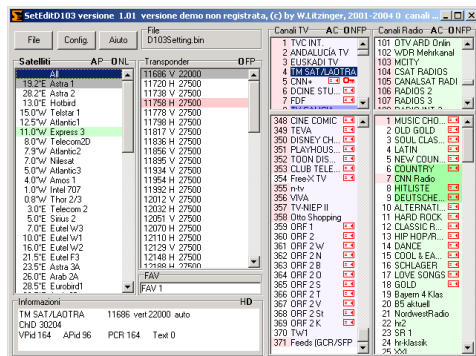 SetEditD103 versione 1.01 versione demo non registrata, (c) by W.Litzinger, 2001-2004 0 canali ...
File Config. Aiuto
File
D103Setting.bin
Satelliti AP ONL
All
19.2°E Astra 1
28.2°E Astra 2
13.0°E Hotbird
15.0°W Telstar 1
12.5°W Atlantic1
11.0°W Express 3
8.0°W Telecom2D
7.9°W Atlantic2
7.0°W Nilesat
5.0°W Atlantic3
4.0°W Amos 1
1.0°W Intel 707
0.8°W Thor 2/3
3.0°E Telecom 2
5.0°E Sirius 2
7.0°E Eutel W3
10.0°E Eutel W1
16.0°E Eutel W2
21.5°E Eutel F3
23.5°E Astra 3A
26.0°E Arab 2A
28.5°E Eurobird1
Transponder OFP
11686 V 22000
11720 H 27500
11738 V 27500
11758 H 27500
11778 V 27500
11798 H 27500
11817 V 27500
11836 H 27500
11856 V 27500
11895 V 27500
11934 V 27500
11954 H 27500
11992 H 27500
12012 V 27500
12032 H 27500
12051 V 27500
12070 H 27500
12110 H 27500
12129 V 27500
12148 H 27500
12188 H 27500
FAV
FAV 1
Informazioni HD
TM SAT/LAOTRA 11686 vert 22000 auto
ChID 30204
VPid 164 APid 96 PCR 164 Text 0
Canali TV AC ONFP
1 TVC INT.
2 ANDALUCÍA TV
3 EUSKADI TV
4 TM SAT/LAOTRA
5 CNN+
6 DCINE STU...
7 FDF
348 CINE COMIC
349 TEVA
350 DISNEY CH...
351 PLAYHOUS...
352 TOON DIS...
353 CLUB TELE...
354 Free-X TV
355 n-tv
356 VIVA
357 TV-NIEP II
358 Otto Shopping
359 ORF 1
360 ORF 2
361 ORF 2 W
362 ORF 2 N
363 ORF 2 B
364 ORF 2 O
365 ORF 2 S
366 ORF 2 T
367 ORF 2 V
368 ORF 2 St
369 ORF 2 K
370 TW1
371 Feeds (GCR/SFP
Canali Radio AC ONFP
101 OTV ARD Onlin
102 WDR Mehrkanal
103 MCITY
104 CSAT RADIO
105 CANALSAT RADI
106 RADIOS 2
107 RADIOS 3
1 MUSIC CHO...
2 OLD GOLD
3 SOUL CLAS...
4 LATIN
5 NEW COUN...
6 COUNTRY
7 CNN Radio
8 HITLISTE
9 DEUTSCHE...
10 ALTERNATI...
11 HARD ROCK
12 CLASSIC R...
13 HIP HOP/R...
14 DANCE
15 COOL & EA...
16 SCHLAGER
17 LOVE SONGS
18 GOLD
19 Bayern 4 Klas
20 B5 aktuell
21 NordwestRadio
22 hr2
23 SR 1
24 hr-klassik
25 XXL